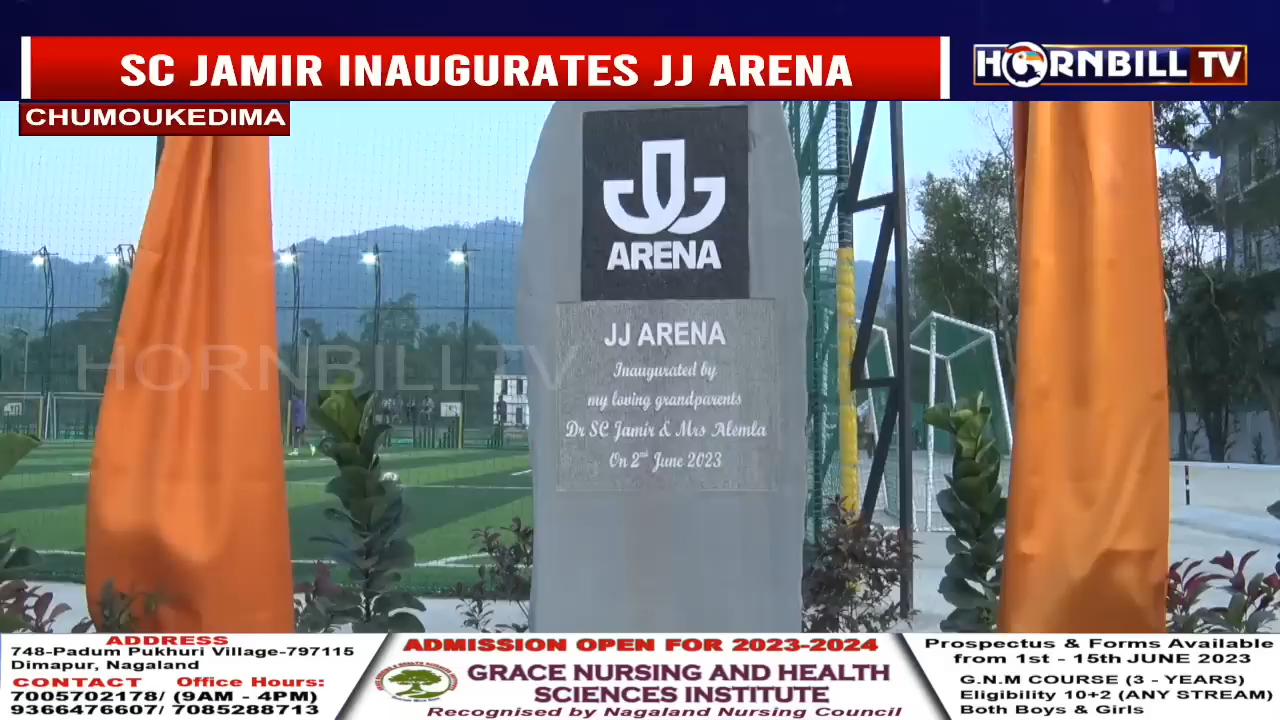 SC JAMIR INAUGURATES JJ ARENA
HORNBILL TV
CHUMOUKEDIMA
JJ
ARENA
JJ ARENA
Inaugurated by
my loving grandparents
Dr SC Jamir & Mrs Alemla
On 2nd June 2023
HORNBILL TV
ADDRESS
748-Padum Pukhuri Village-797115
Dimapur, Nagaland
CONTACT Office Hours:
7005702178/ (9AM - 4PM)
9366476607/ 7085288713
ADMISSION OPEN FOR 2023-2024
GRACE NURSING AND HEALTH
SCIENCES INSTITUTE
Recognised by Nagaland Nursing Council
Prospectus & Forms Available
from 1st - 15th JUNE 2023
G.N.M COURSE (3 - YEARS)
Eligibility 10+2 (ANY STREAM)
Both Boys & Girls